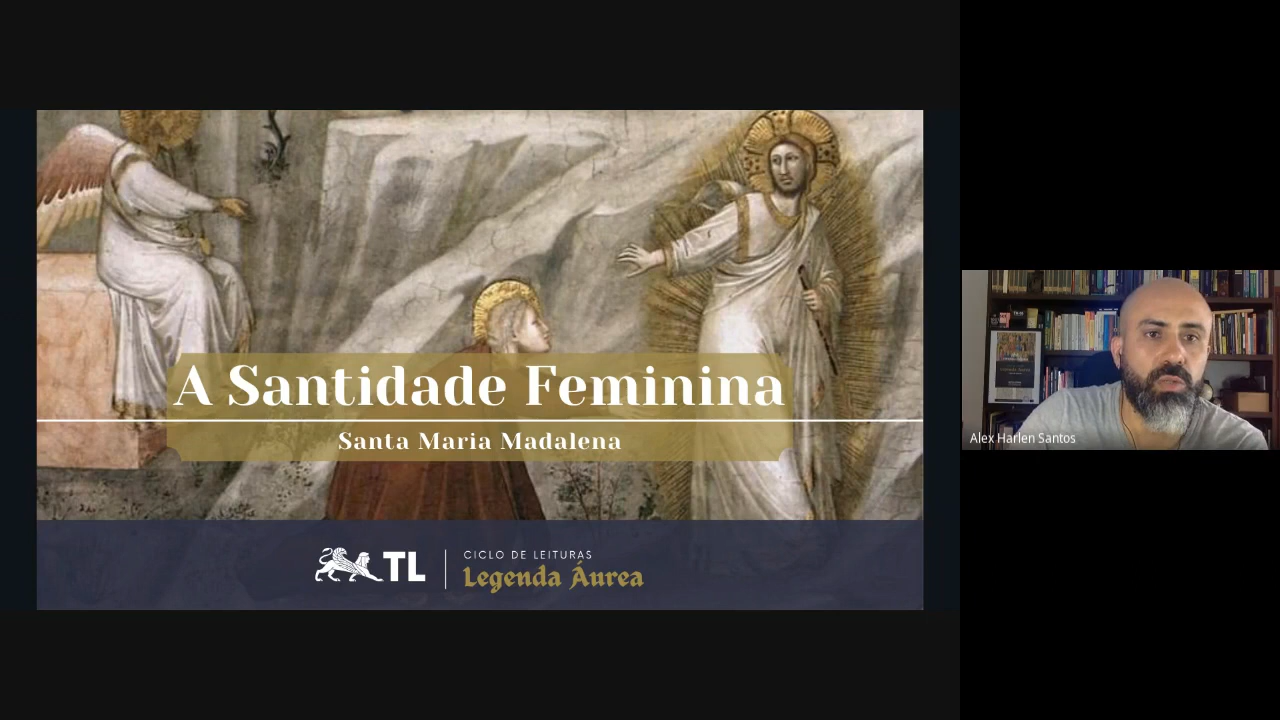 A Santidade Feminina
Santa Maria Madalena
TL
CICLO DE LEITURAS
Legenda Áurea
Alex Harlen Santos